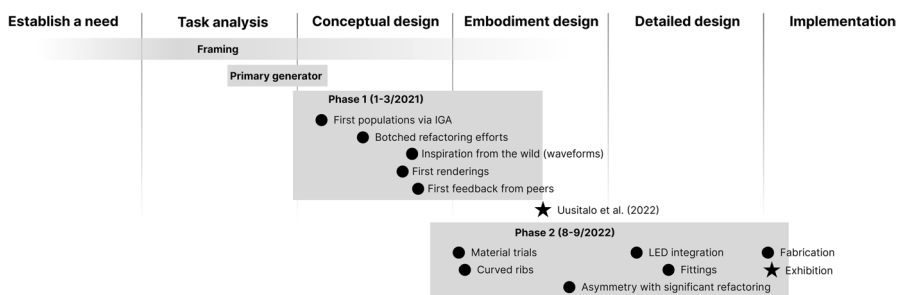 Establish a need
Task analysis
Conceptual design
Embodiment design
Detailed design
Implementation
Framing
Primary generator
Phase 1 (1-3/2021)
First populations via IGA
Botched refactoring efforts
Inspiration from the wild (waveforms)
First renderings
First feedback from peers
Uusitalo et al. (2022)
Phase 2 (8-9/2022)
Material trials
LED integration
Fabrication
Curved ribs
Fittings
Exhibition
Asymmetry with significant refactoring